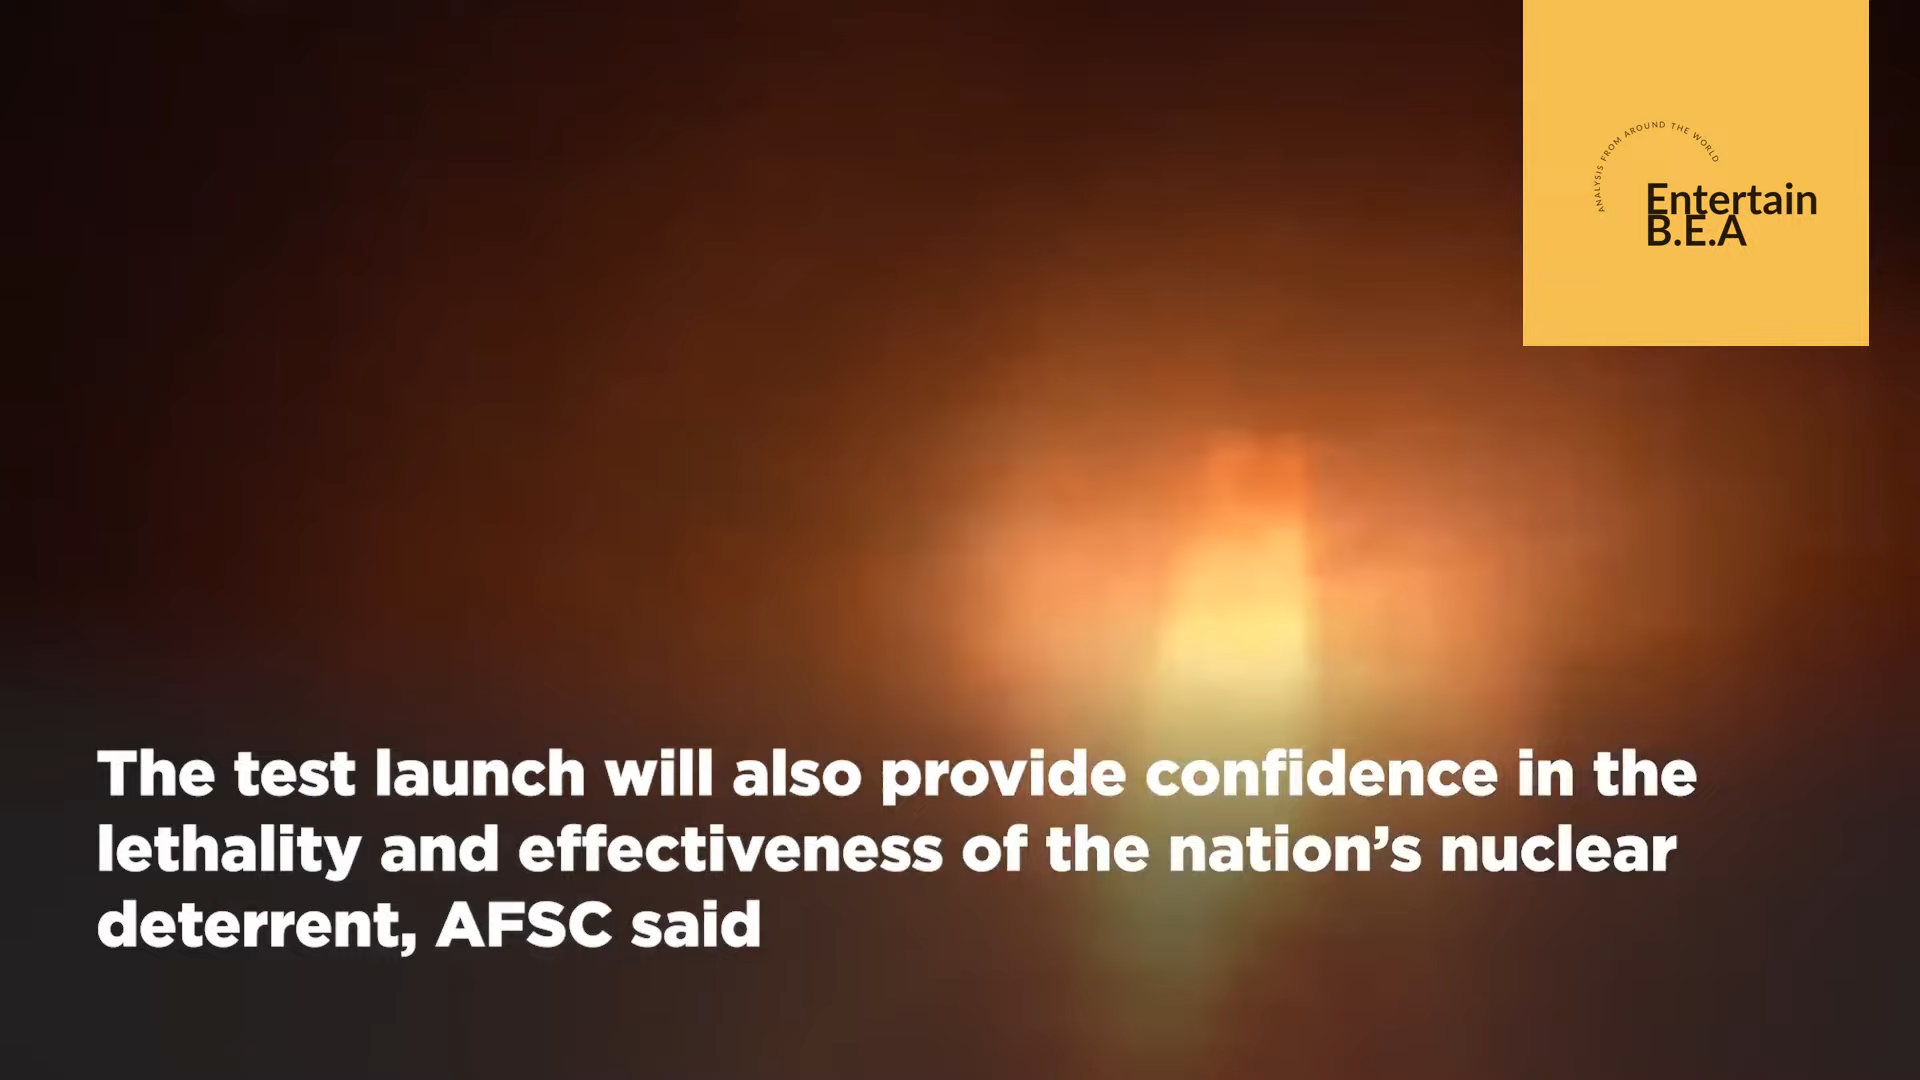 ANALYSIS FROM AROUND THE WORLD
Entertain
B.E.A
The test launch will also provide confidence in the
lethality and effectiveness of the nation’s nuclear
deterrent, AFSC said